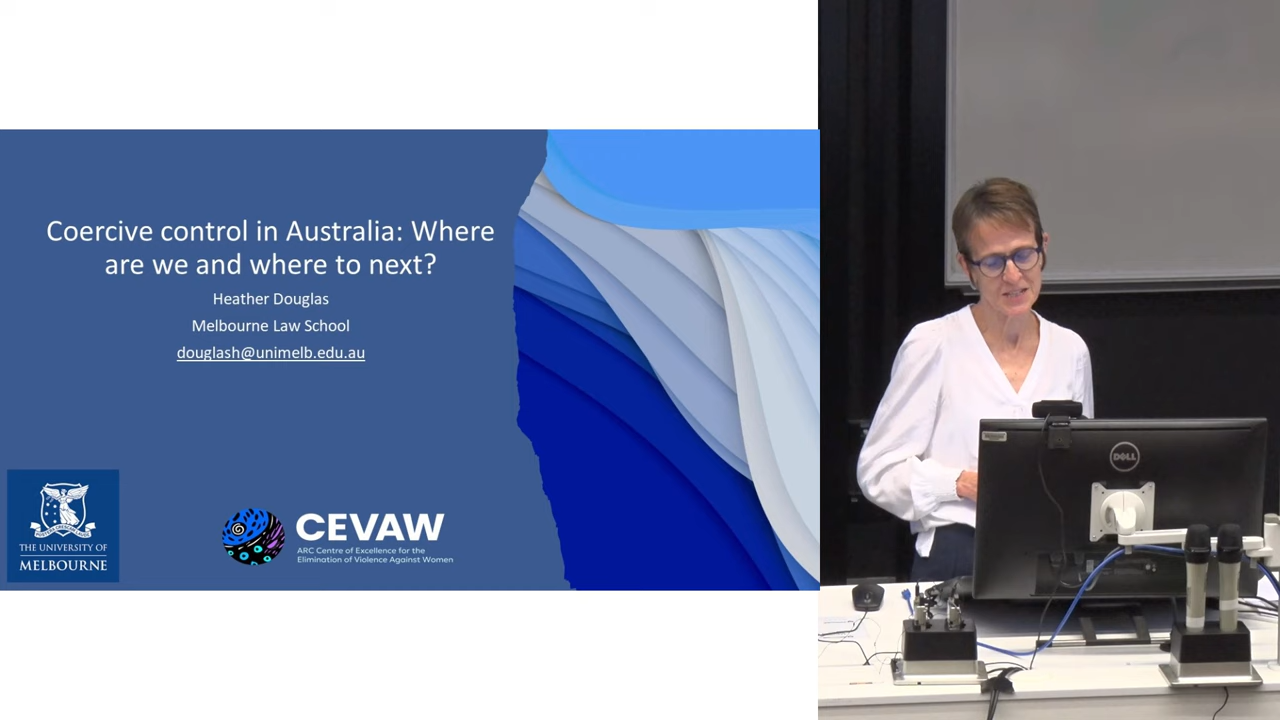 Coercive control in Australia: Where
are we and where to next?
Heather Douglas
Melbourne Law School
douglash@unimelb.edu.au
THE UNIVERSITY OF
MELBOURNE
CEVAW
ARC Centre of Excellence for the
Elimination of Violence Against Women
DELL